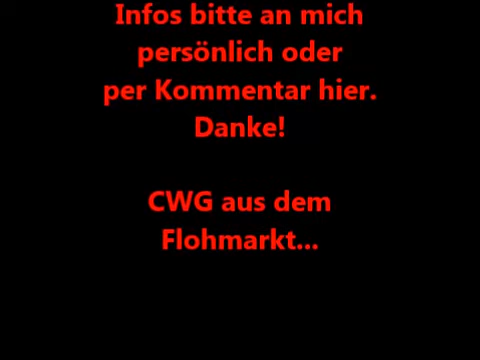 Infos bitte an mich
persönlich oder
per Kommentar hier.
Danke!
CWG aus dem
Flohmarkt...